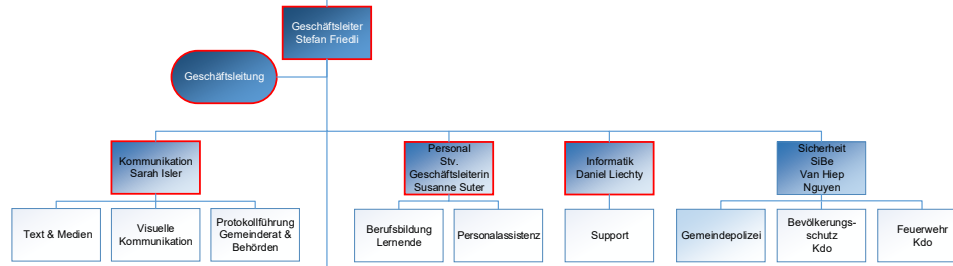 Geschäftsleiter
Stefan Friedli
Geschäftsleitung
Kommunikation
Sarah Isler
Personal
Stv.
Geschäftsleiterin
Susanne Suter
Informatik
Daniel Liechty
Sicherheit
SiBe
Van Hiep
Nguyen
Text & Medien
Visuelle
Kommunikation
Protokollführung
Gemeinderat &
Behörden
Berufsbildung
Lernende
Personalassistenz
Support
Gemeindepolizei
Bevölkerungs-
schutz
Kdo
Feuerwehr
Kdo